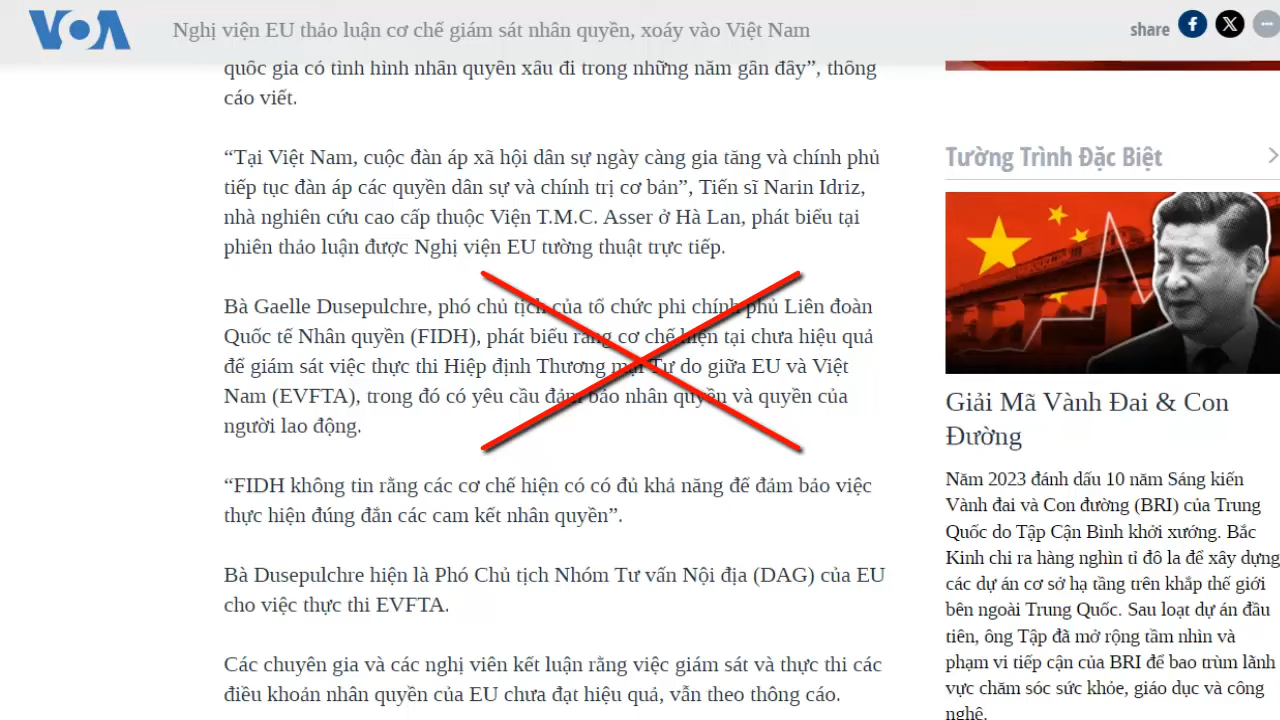 VOA
Nghị viện EU thảo luận cơ chế giám sát nhân quyền, xoáy vào Việt Nam
share
quốc gia có tình hình nhân quyền xấu đi trong những năm gần đây”, thông
cáo viết.
“Tại Việt Nam, cuộc đàn áp xã hội dân sự ngày càng gia tăng và chính phủ
tiếp tục đàn áp các quyền dân sự và chính trị cơ bản”, Tiến sĩ Narin Idriz,
nhà nghiên cứu cao cấp thuộc Viện T.M.C. Asser ở Hà Lan, phát biểu tại
phiên thảo luận được Nghị viện EU tường thuật trực tiếp.
Bà Gaelle Dusepulchre, phó chủ tịch của tổ chức phi chính phủ Liên đoàn
Quốc tế Nhân quyền (FIDH), phát biểu rằng cơ chế hiện tại chưa hiệu quả
để giám sát việc thực thi Hiệp định Thương mại Tự do giữa EU và Việt
Nam (EVFTA), trong đó có yêu cầu đảm bảo nhân quyền và quyền của
người lao động.
“FIDH không tin rằng các cơ chế hiện có có đủ khả năng để đảm bảo việc
thực hiện đúng đắn các cam kết nhân quyền”.
Bà Dusepulchre hiện là Phó Chủ tịch Nhóm Tư vấn Nội địa (DAG) của EU
cho việc thực thi EVFTA.
Các chuyên gia và các nghị viên kết luận rằng việc giám sát và thực thi các
điều khoản nhân quyền của EU chưa đạt hiệu quả, vẫn theo thông cáo.
Tường Trình Đặc Biệt
Giải Mã Vành Đai & Con
Đường
Năm 2023 đánh dấu 10 năm Sáng kiến
Vành đai và Con đường (BRI) của Trung
Quốc do Tập Cận Bình khởi xướng. Bắc
Kinh chi ra hàng nghìn tỉ đô la để xây dựng
các dự án cơ sở hạ tầng trên khắp thế giới
bên ngoài Trung Quốc. Sau loạt dự án đầu
tiên, ông Tập đã mở rộng tầm nhìn và
phạm vi tiếp cận của BRI để bao trùm lãnh
vực chăm sóc sức khỏe, giáo dục và công
nghệ.